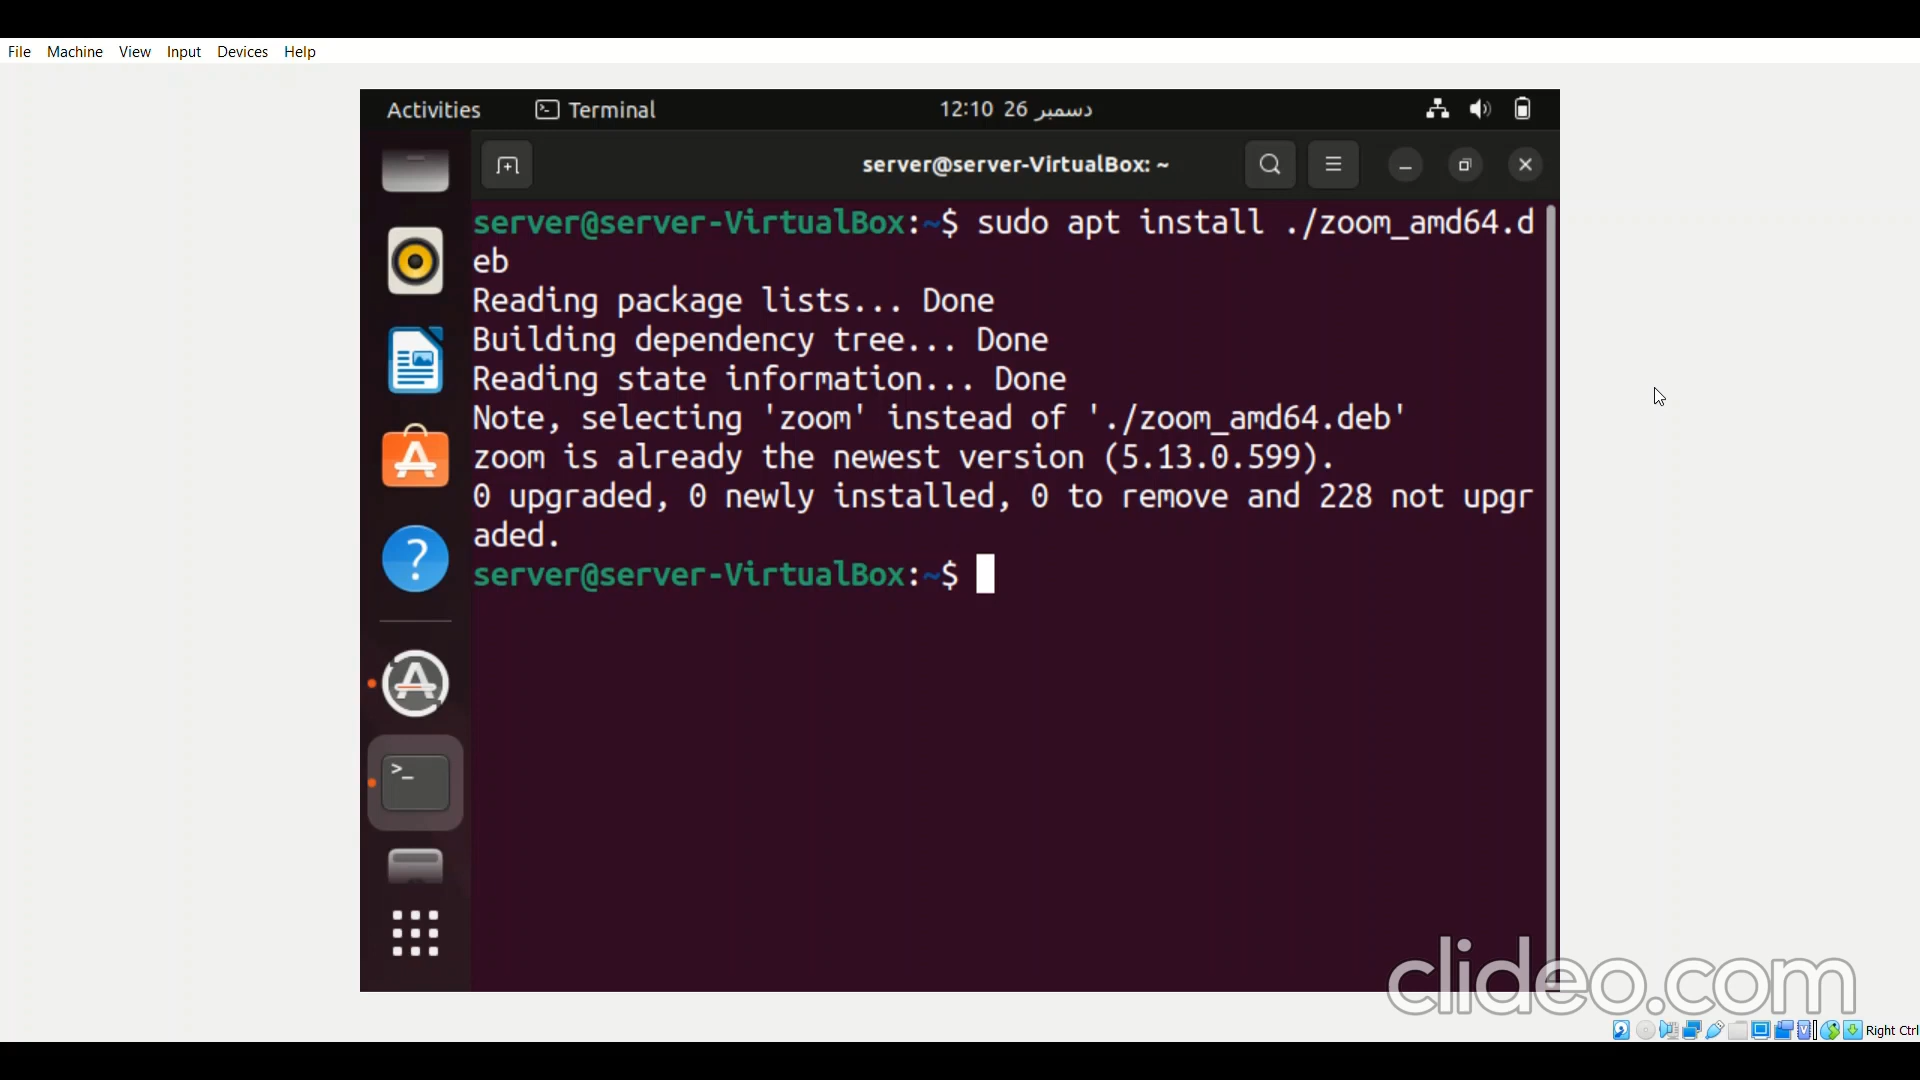 File Machine View Input Devices Help
Activities Terminal 12:10 26 دسمبر
server@server-VirtualBox: ~
server@server-VirtualBox:~$ sudo apt install ./zoom_amd64.d
eb
Reading package lists... Done
Building dependency tree... Done
Reading state information... Done
Note, selecting 'zoom' instead of './zoom_amd64.deb'
zoom is already the newest version (5.13.0.599).
0 upgraded, 0 newly installed, 0 to remove and 228 not upgr
aded.
server@server-VirtualBox:~$
clideo.com
Right Ctrl